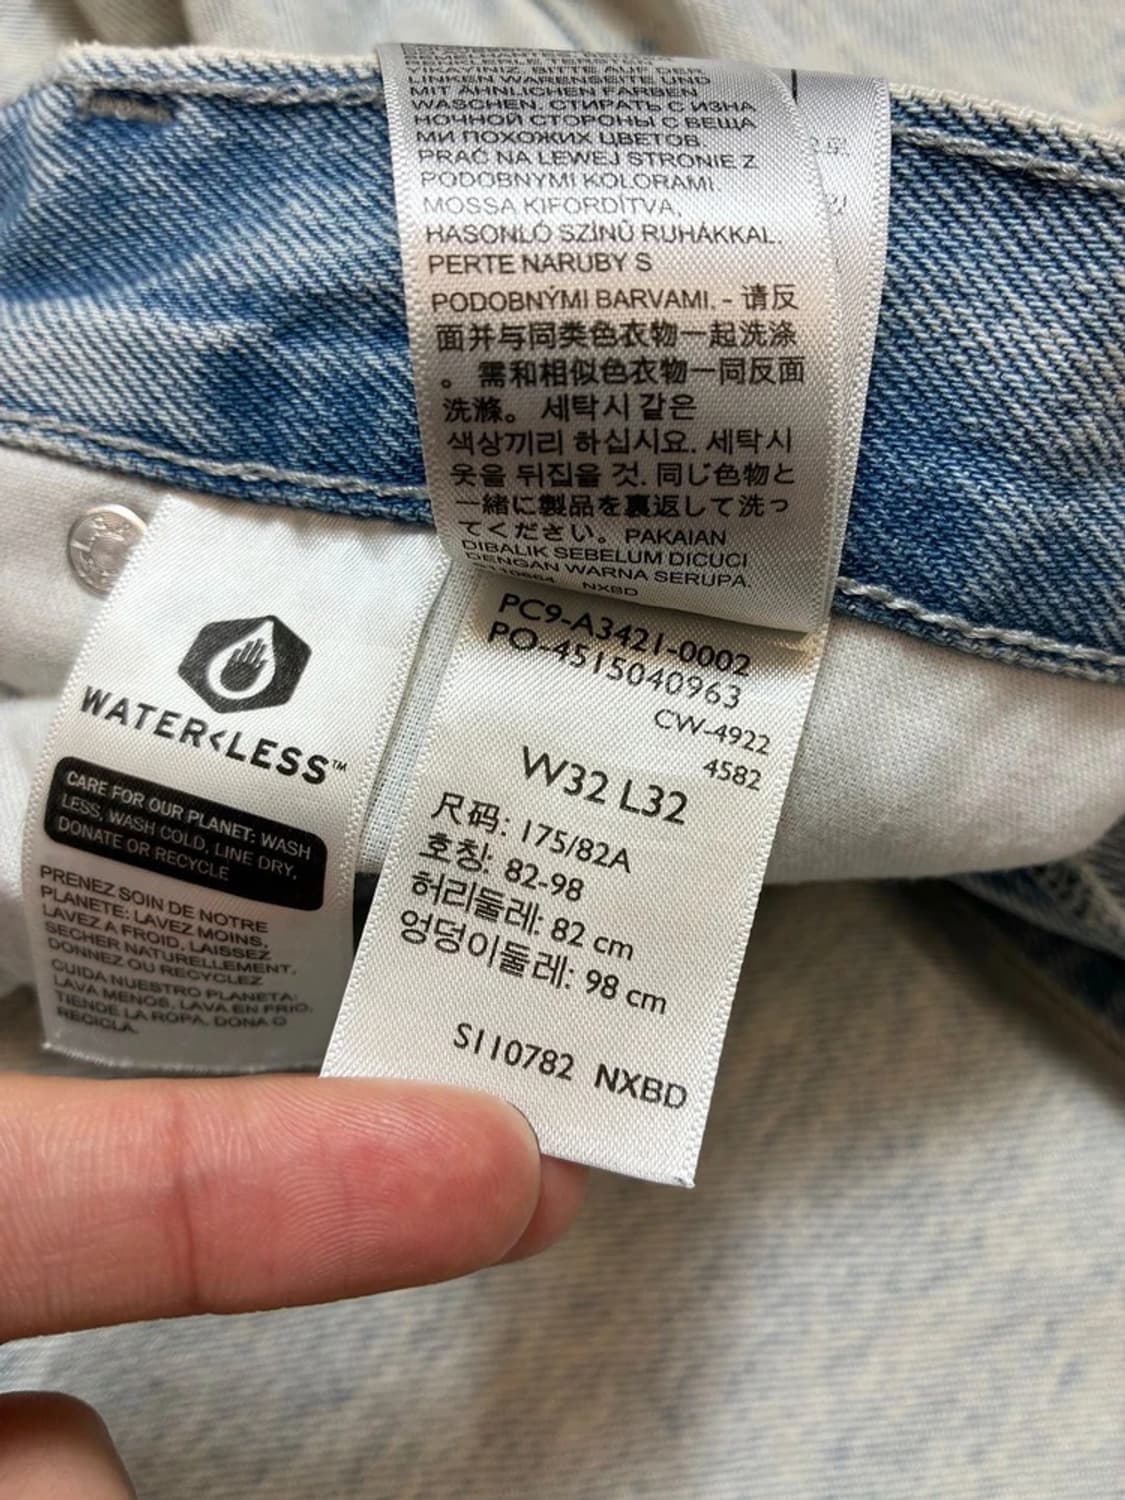 YIKAYINIZ. BITTE AUF DER
LINKEN WARENSEITE UND
MIT ÄHNLICHEN FARBEN
WASCHEN. СТИРАТЬ С ИЗНА
НОЧНОЙ СТОРОНЫ С ВЕЩА
МИ ПОХОЖИХ ЦВЕТОВ.
PRAĆ NA LEWEJ STRONIE Z
PODOBNYMI KOLORAMI.
MOSSA KIFORDÍTVA,
HASONLÓ SZÍNŰ RUHÁKKAL.
PERTE NARUBY S
PODOBNÝMI BARVAMI. - 请反
面并与同类色衣物一起洗涤
。需和相似色衣物一同反面
洗滌。 세탁시 같은
색상끼리 하십시요. 세탁시
옷을 뒤집을 것. 同じ色物と
一緒に製品を裏返して洗っ
てください。 PAKAIAN
DIBALIK SEBELUM DICUCI
DENGAN WARNA SERUPA.
NXBD
WATER<LESS™
CARE FOR OUR PLANET: WASH
LESS, WASH COLD, LINE DRY,
DONATE OR RECYCLE
PRENEZ SOIN DE NOTRE
PLANETE: LAVEZ MOINS,
LAVEZ A FROID, LAISSEZ
SECHER NATURELLEMENT,
DONNEZ OU RECYCLEZ
CUIDA NUESTRO PLANETA:
LAVA MENOS, LAVA EN FRIO,
TIENDE LA ROPA, DONA O
RECICLA.
PC9-A3421-0002
PO-4515040963
CW-4922
4582
W32 L32
尺码: 175/82A
호칭: 82-98
허리둘레: 82 cm
엉덩이둘레: 98 cm
S110782 NXBD